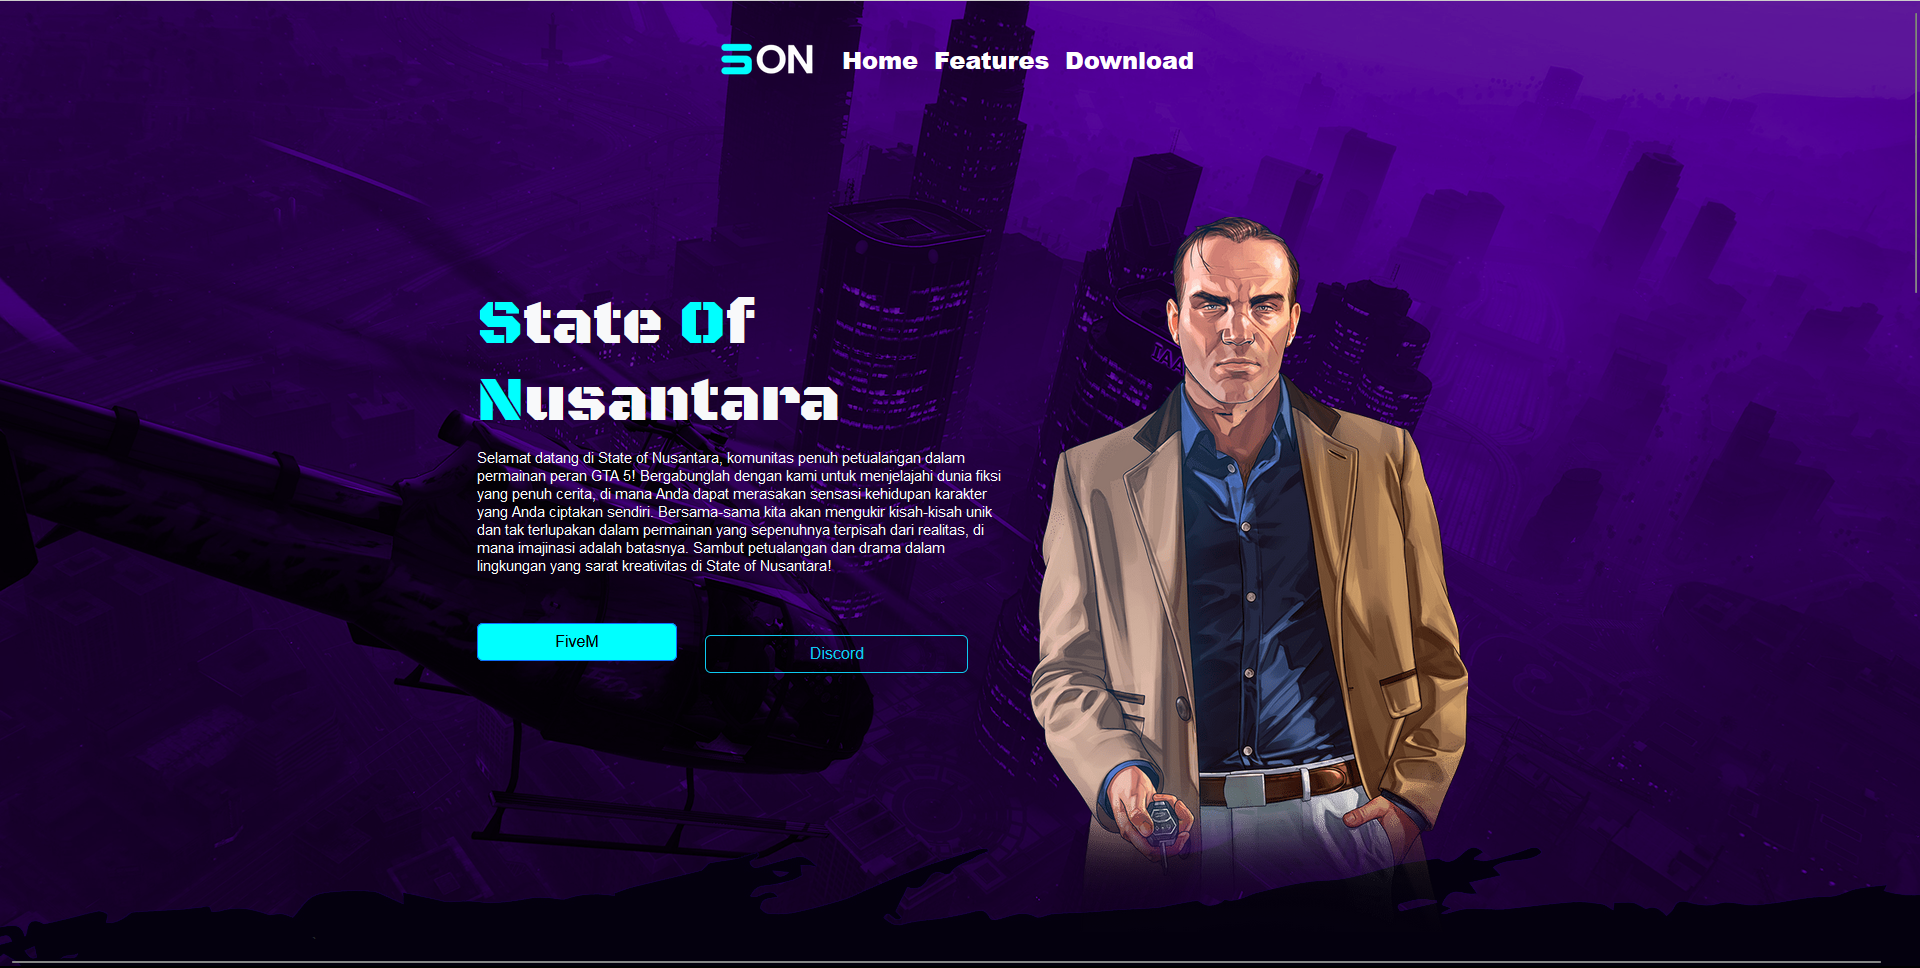 SON
Home Features Download
State Of
Nusantara
Selamat datang di State of Nusantara, komunitas penuh petualangan dalam
permainan peran GTA 5! Bergabunglah dengan kami untuk menjelajahi dunia fiksi
yang penuh cerita, di mana Anda dapat merasakan sensasi kehidupan karakter
yang Anda ciptakan sendiri. Bersama-sama kita akan mengukir kisah-kisah unik
dan tak terlupakan dalam permainan yang sepenuhnya terpisah dari realitas, di
mana imajinasi adalah batasnya. Sambut petualangan dan drama dalam
lingkungan yang sarat kreativitas di State of Nusantara!
FiveM
Discord